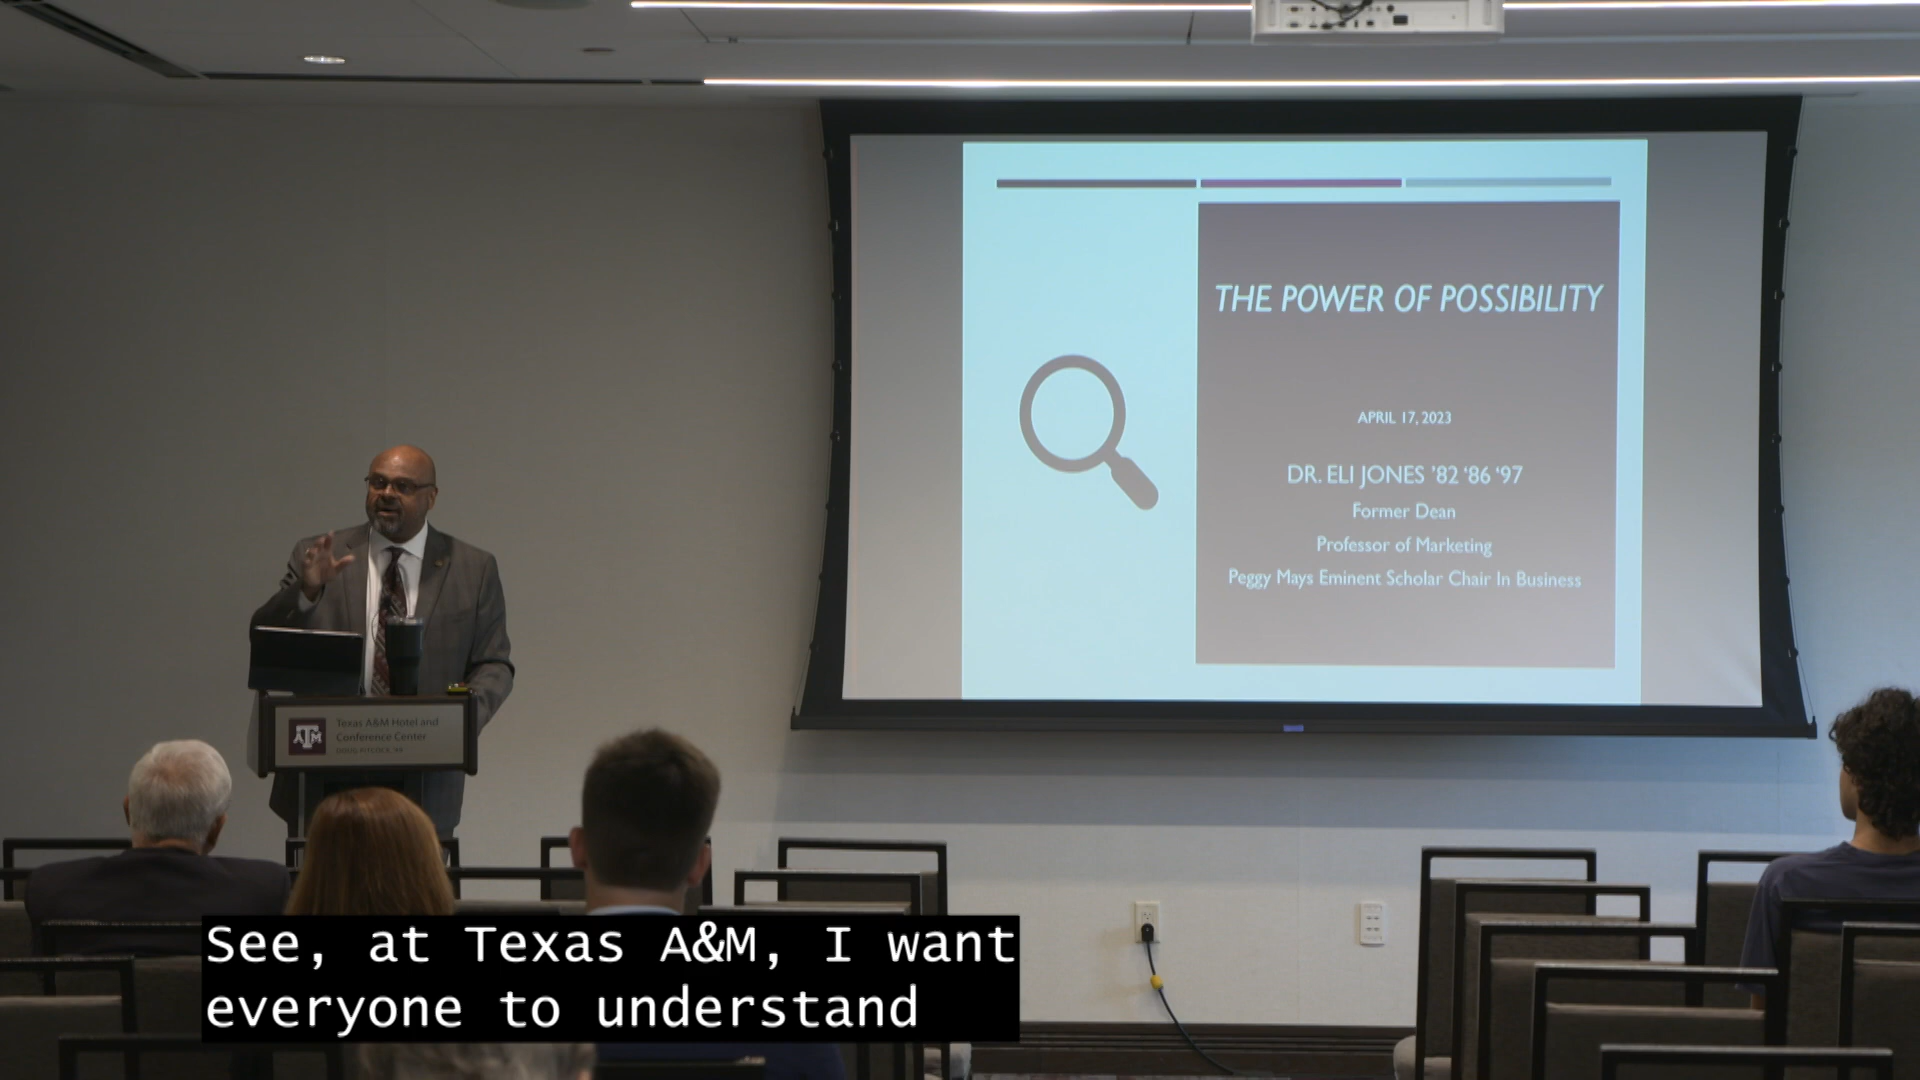 THE POWER OF POSSIBILITY
APRIL 17, 2023
DR. ELI JONES ’82 ‘86 ‘97
Former Dean
Professor of Marketing
Peggy Mays Eminent Scholar Chair In Business
ATM
Texas A&M Hotel and
Conference Center
See, at Texas A&M, I want
everyone to understand